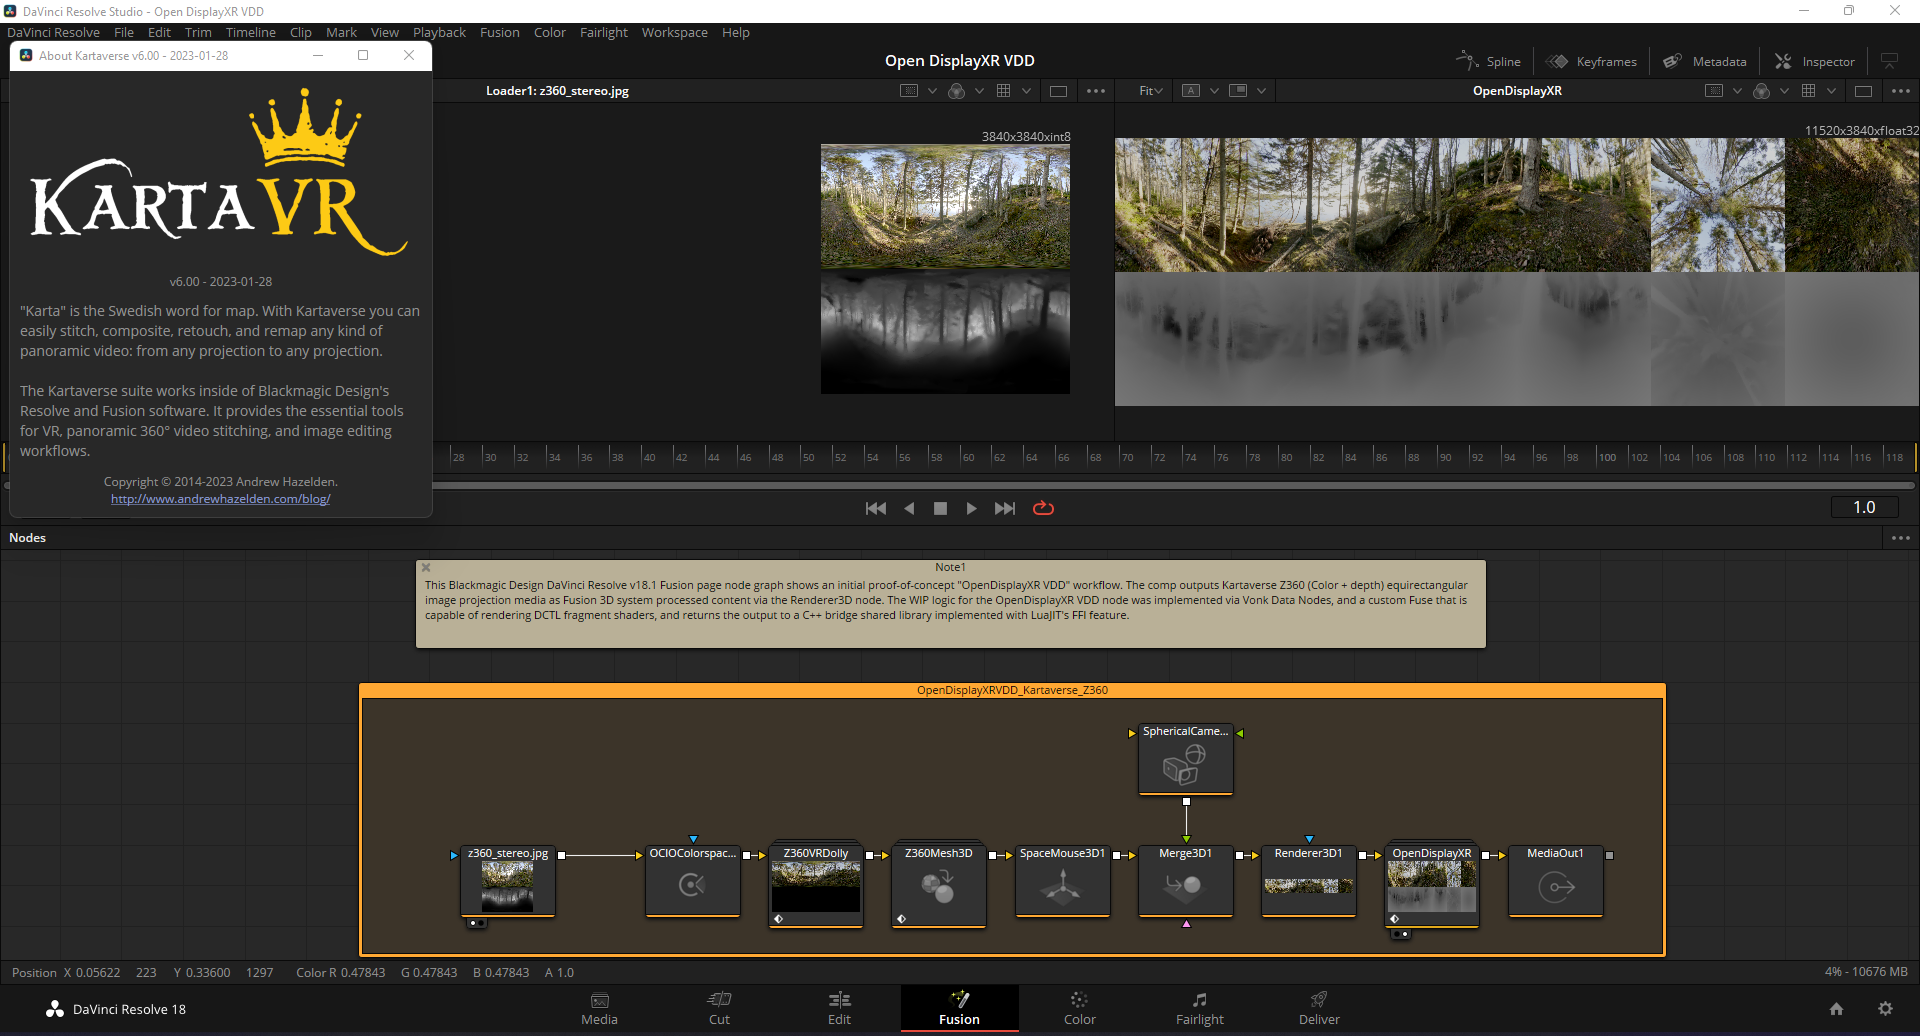 DaVinci Resolve Studio - Open DisplayXR VDD
DaVinci Resolve File Edit Trim Timeline Clip Mark View Playback Fusion Color Fairlight Workspace Help
About Kartaverse v6.00 - 2023-01-28
Open DisplayXR VDD
Spline Keyframes Metadata Inspector
Loader1: z360_stereo.jpg
Fit
A
OpenDisplayXR
3840x3840xint8
11520x3840xfloat32
KARTAVR
v6.00 - 2023-01-28
"Karta" is the Swedish word for map. With Kartaverse you can
easily stitch, composite, retouch, and remap any kind of
panoramic video: from any projection to any projection.
The Kartaverse suite works inside of Blackmagic Design's
Resolve and Fusion software. It provides the essential tools
for VR, panoramic 360° video stitching, and image editing
workflows.
Copyright © 2014-2023 Andrew Hazelden.
http://www.andrewhazelden.com/blog/
28 30 32 34 36 38 40 42 44 46 48 50 52 54 56 58 60 62 64 66 68 70 72 74 76 78 80 82 84 86 88 90 92 94 96 98 100 102 104 106 108 110 112 114 116 118
1.0
Nodes
Note1
This Blackmagic Design DaVinci Resolve v18.1 Fusion page node graph shows an initial proof-of-concept "OpenDisplayXR VDD" workflow. The comp outputs Kartaverse Z360 (Color + depth) equirectangular
image projection media as Fusion 3D system processed content via the Renderer3D node. The WIP logic for the OpenDisplayXR VDD node was implemented via Vonk Data Nodes, and a custom Fuse that is
capable of rendering DCTL fragment shaders, and returns the output to a C++ bridge shared library implemented with LuaJIT's FFI feature.
OpenDisplayXRVDD_Kartaverse_Z360
SphericalCame...
z360_stereo.jpg OCIOColorspac... Z360VRDolly Z360Mesh3D SpaceMouse3D1 Merge3D1 Renderer3D1 OpenDisplayXR MediaOut1
Position X 0.05622 223 Y 0.33600 1297 Color R 0.47843 G 0.47843 B 0.47843 A 1.0
4% - 10676 MB
DaVinci Resolve 18
Media Cut Edit Fusion Color Fairlight Deliver